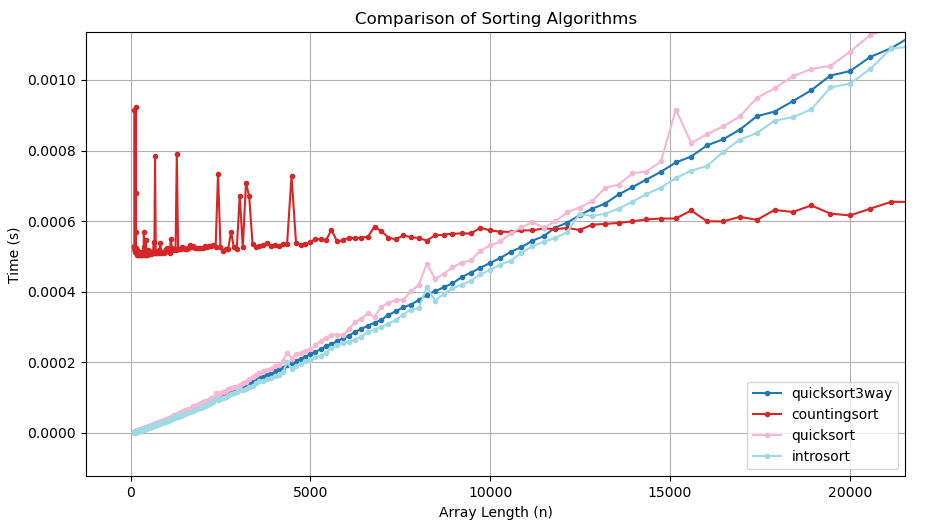 Comparison of Sorting Algorithms
Time (s)
0.0010
0.0008
0.0006
0.0004
0.0002
0.0000
0
5000
10000
15000
20000
Array Length (n)
quicksort3way
countingsort
quicksort
introsort